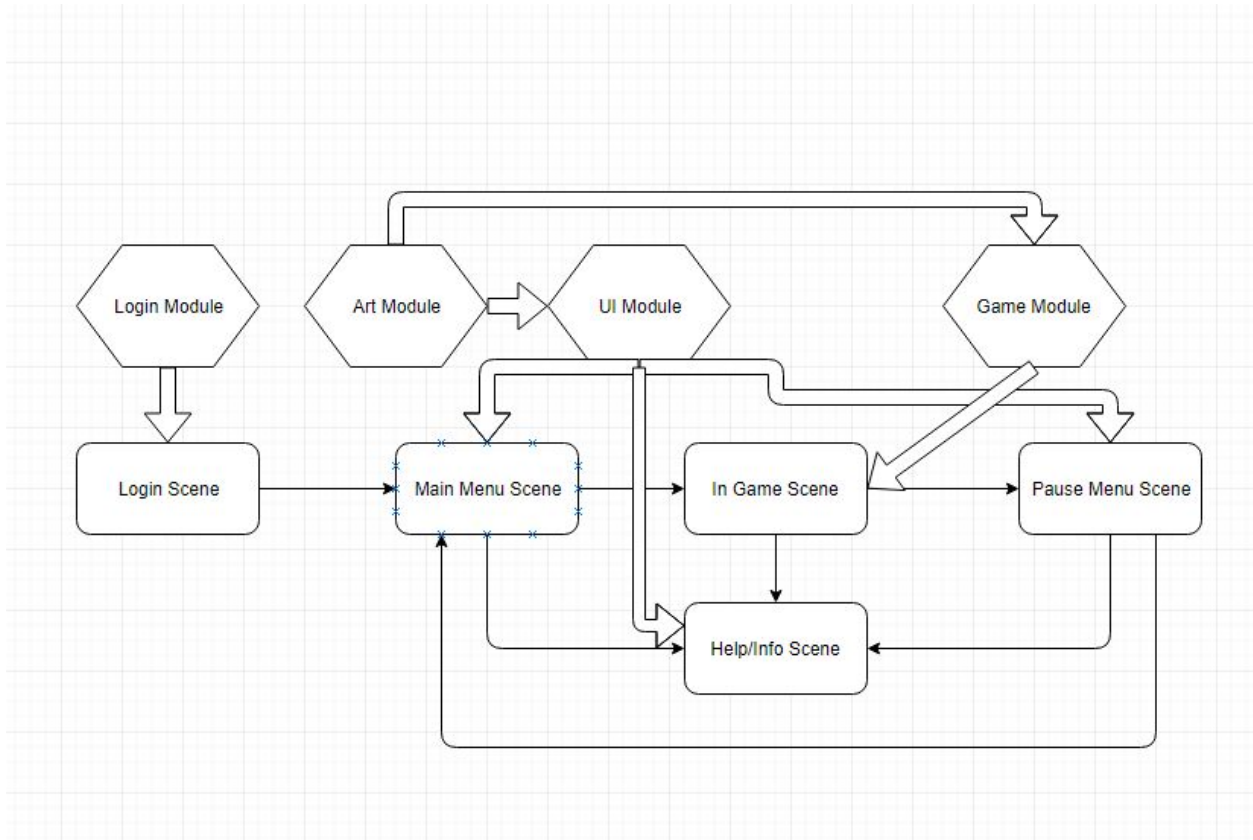 Login Module
Art Module
UI Module
Game Module
Login Scene
Main Menu Scene
In Game Scene
Pause Menu Scene
Help/Info Scene